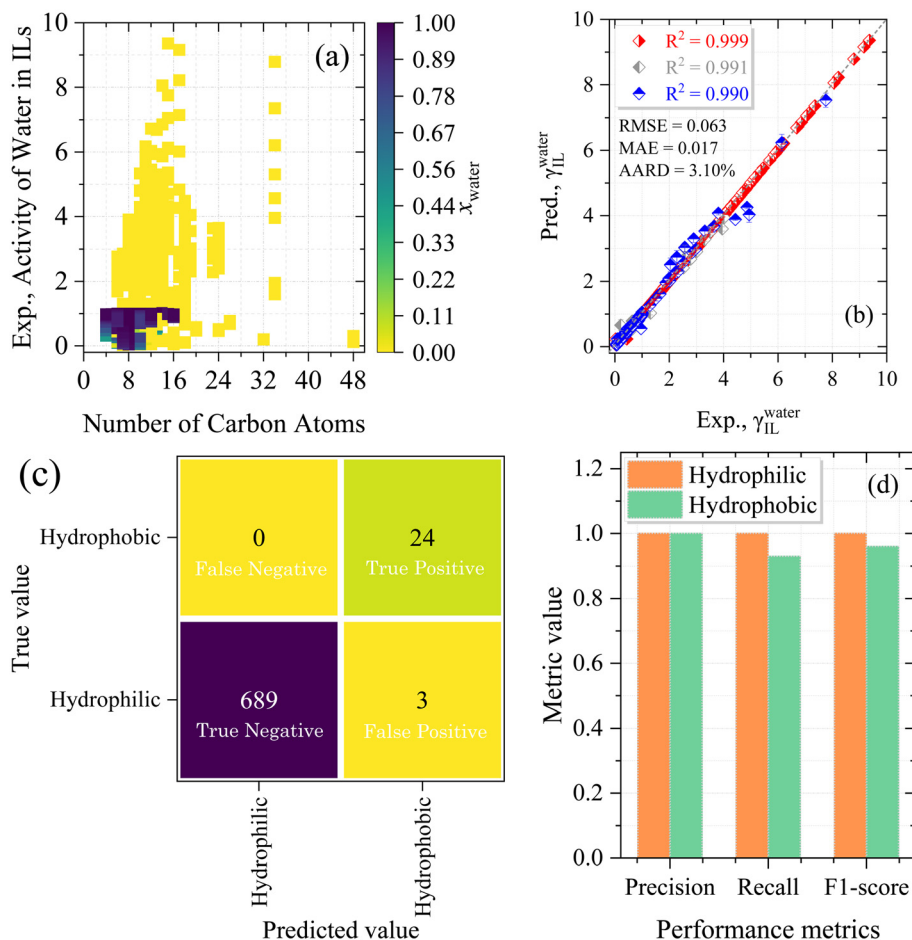 Exp., Activity of Water in ILs
10
8
6
4
2
0
0 8 16 24 32 40 48
Number of Carbon Atoms
(a)
1.00
0.89
0.78
0.67
0.56
0.44
0.33
0.23
0.11
0.00
x_water
Pred., γ_IL^water
10
8
6
4
2
0
0 2 4 6 8 10
Exp., γ_IL^water
R² = 0.999
R² = 0.991
R² = 0.990
RMSE = 0.063
MAE = 0.017
AARD = 3.10%
(b)
(c)
True value
Hydrophobic
Hydrophilic
0
False Negative
24
True Positive
689
True Negative
3
False Positive
Hydrophilic
Hydrophobic
Predicted value
(d)
Hydrophilic
Hydrophobic
Metric value
1.2
1.0
0.8
0.6
0.4
0.2
0.0
Precision Recall F1-score
Performance metrics